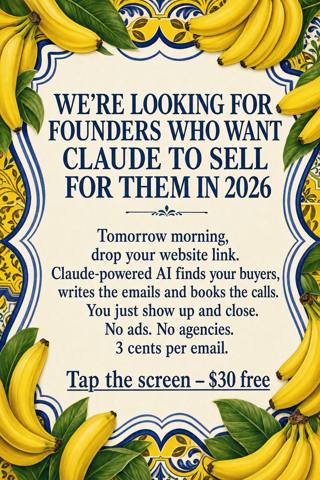 WE'RE LOOKING FOR
FOUNDERS WHO WANT
CLAUDE TO SELL
FOR THEM IN 2026
Tomorrow morning,
drop your website link.
Claude-powered AI finds your buyers,
writes the emails and books the calls.
You just show up and close.
No ads. No agencies.
3 cents per email.
Tap the screen – $30 free